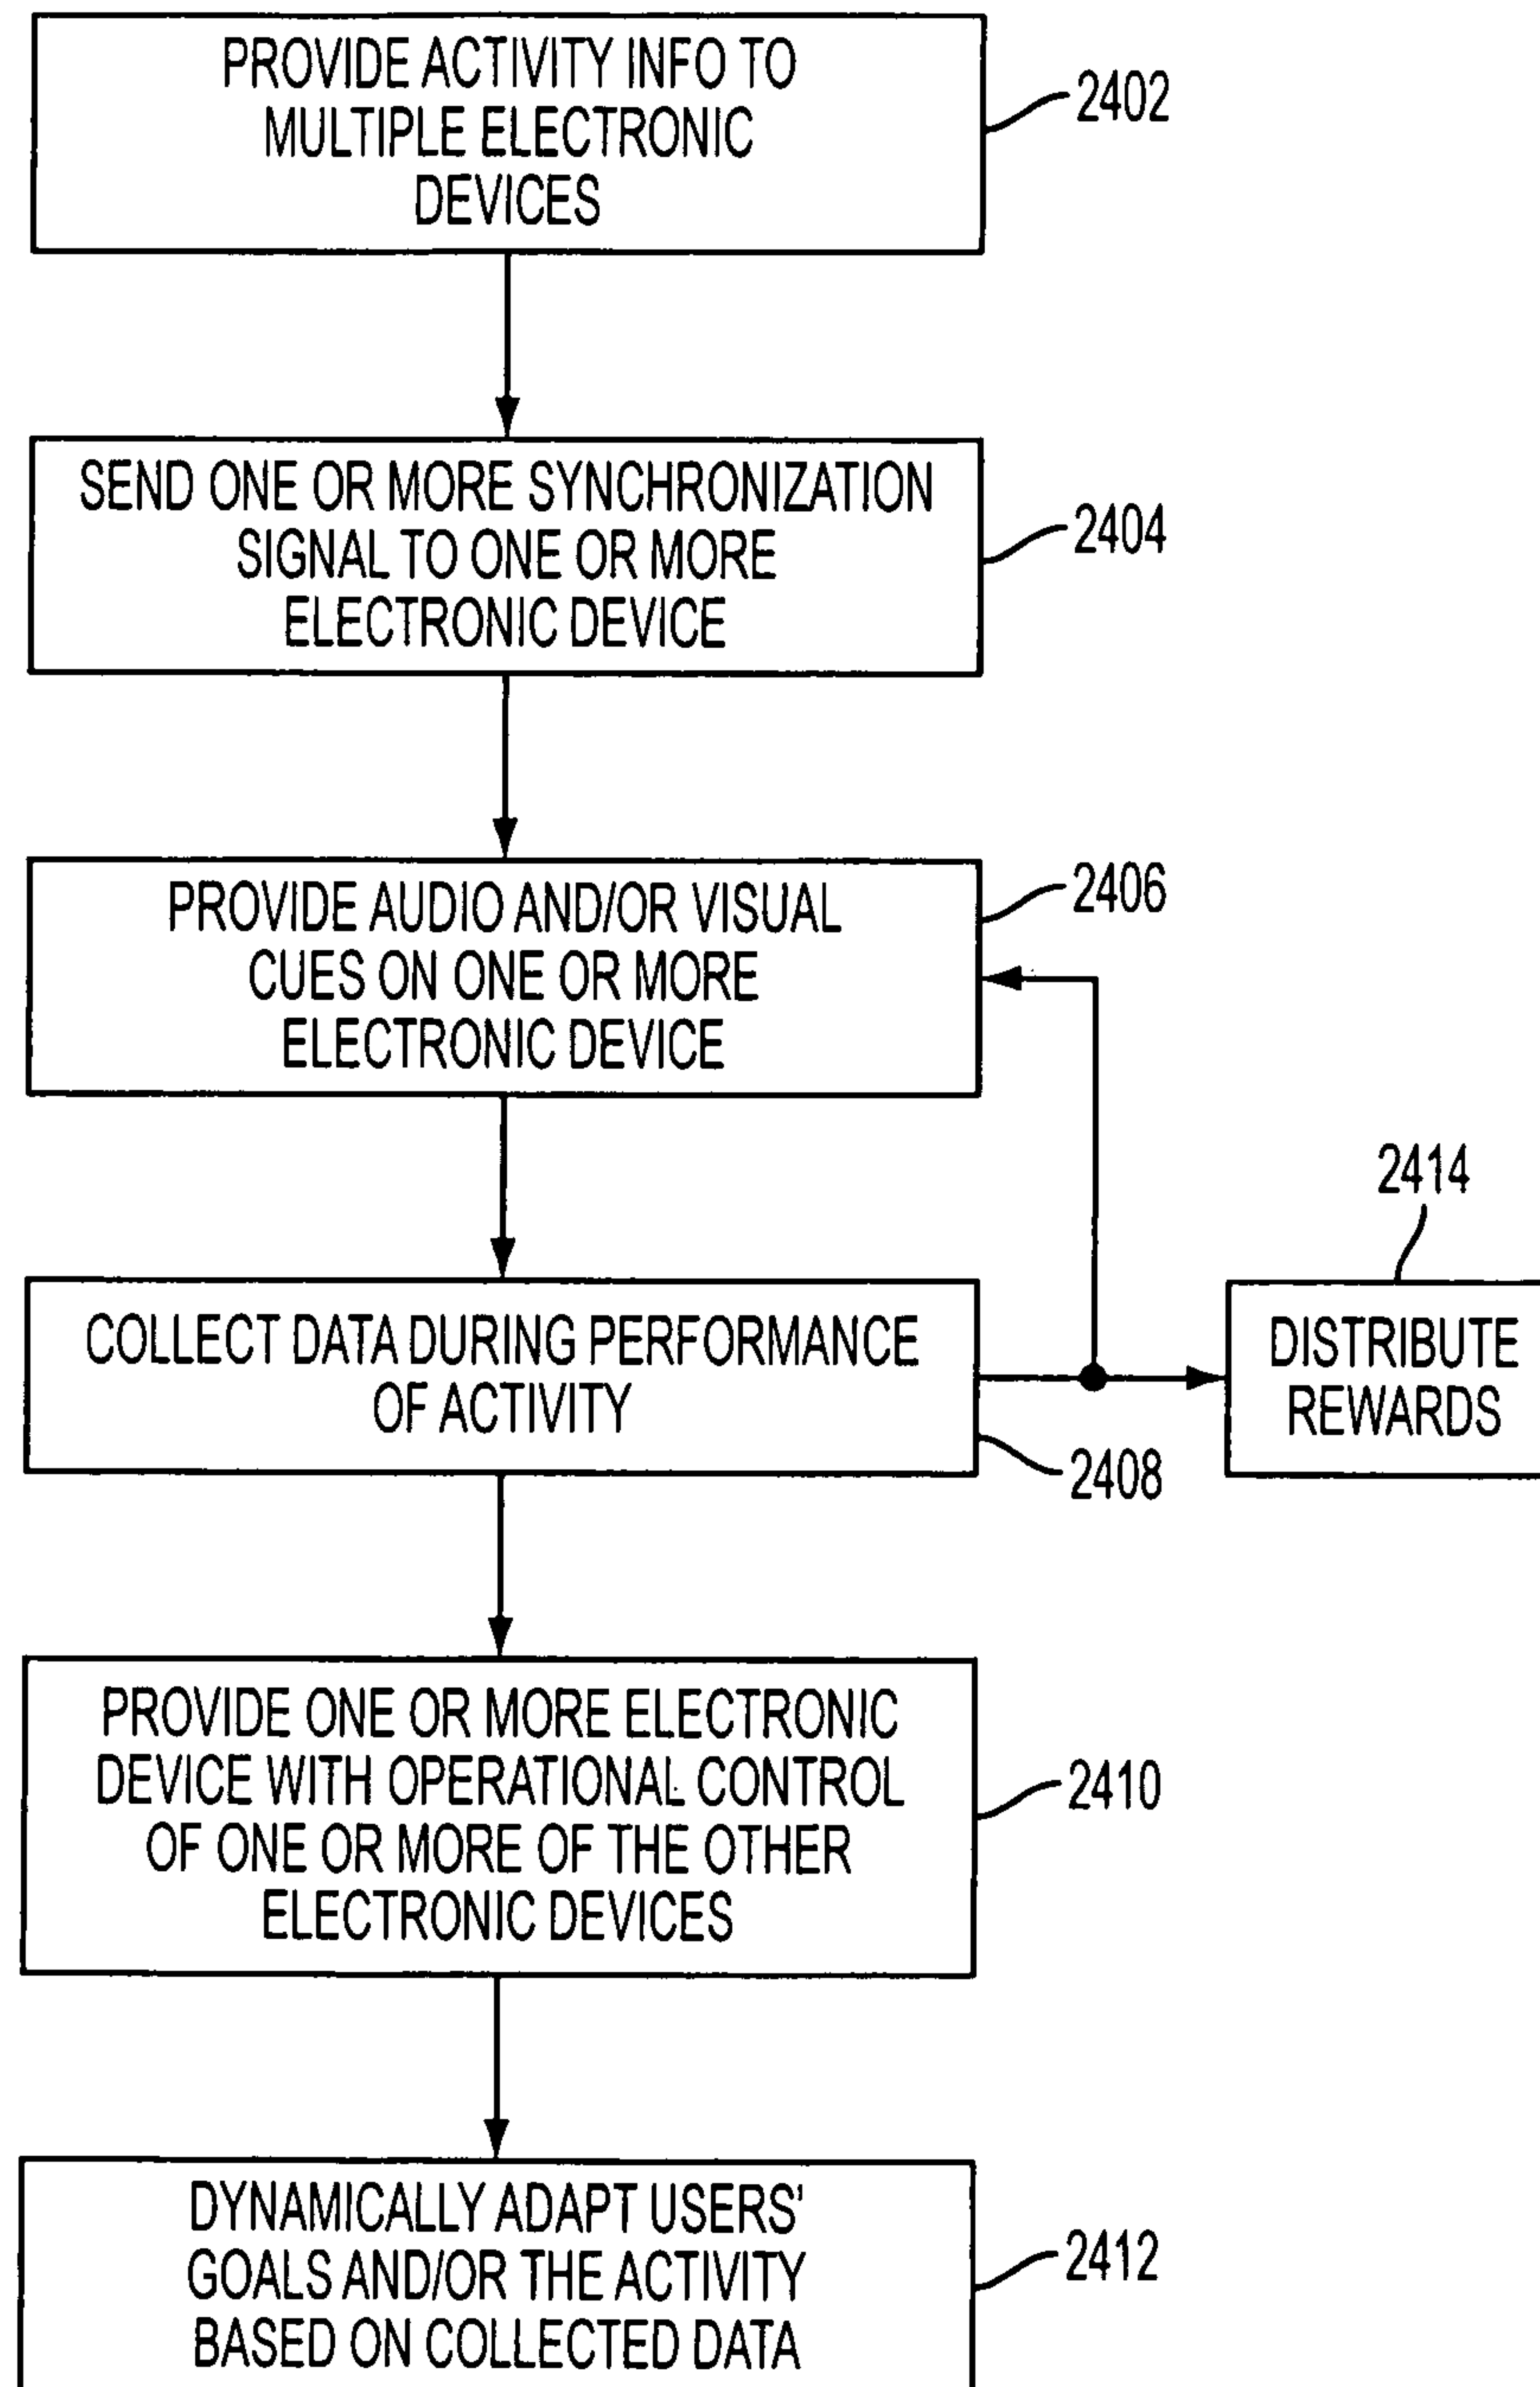 PROVIDE ACTIVITY INFO TO
MULTIPLE ELECTRONIC
DEVICES
2402
SEND ONE OR MORE SYNCHRONIZATION
SIGNAL TO ONE OR MORE
ELECTRONIC DEVICE
2404
PROVIDE AUDIO AND/OR VISUAL
CUES ON ONE OR MORE
ELECTRONIC DEVICE
2406
COLLECT DATA DURING PERFORMANCE
OF ACTIVITY
2408
2414
DISTRIBUTE
REWARDS
PROVIDE ONE OR MORE ELECTRONIC
DEVICE WITH OPERATIONAL CONTROL
OF ONE OR MORE OF THE OTHER
ELECTRONIC DEVICES
2410
DYNAMICALLY ADAPT USERS'
GOALS AND/OR THE ACTIVITY
BASED ON COLLECTED DATA
2412